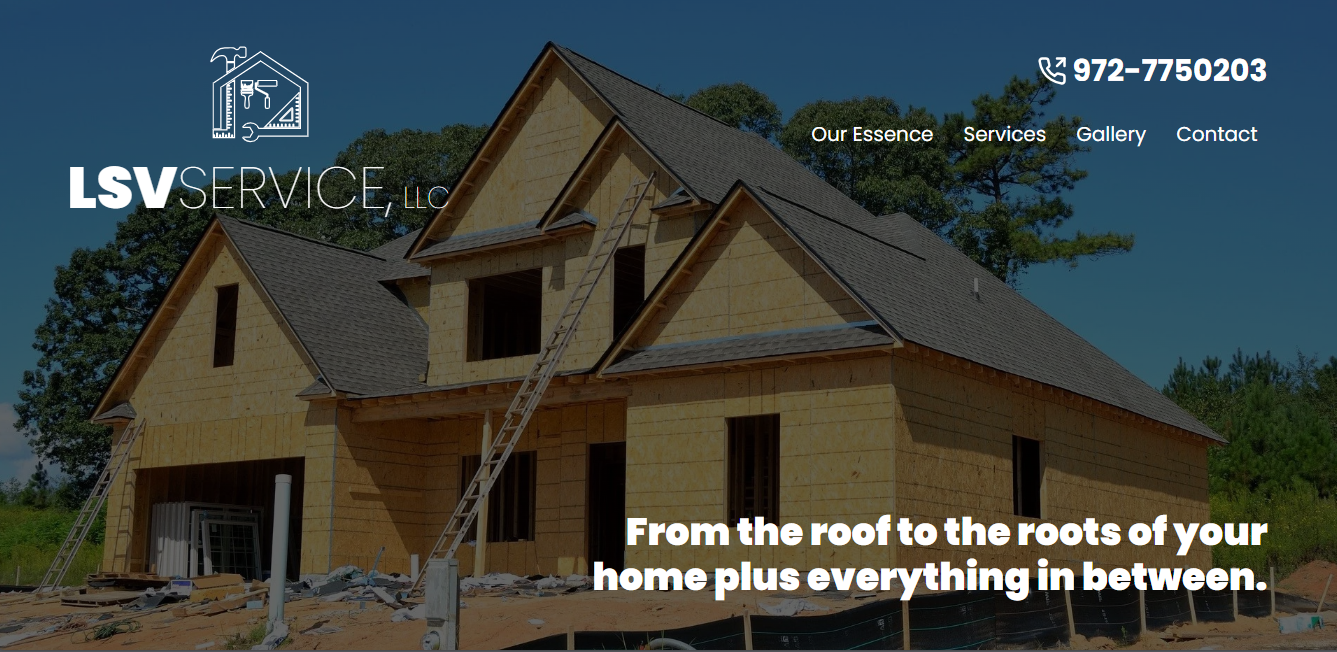 972-7750203
Our Essence Services Gallery Contact
LSVSERVICE, LLC
From the roof to the roots of your
home plus everything in between.